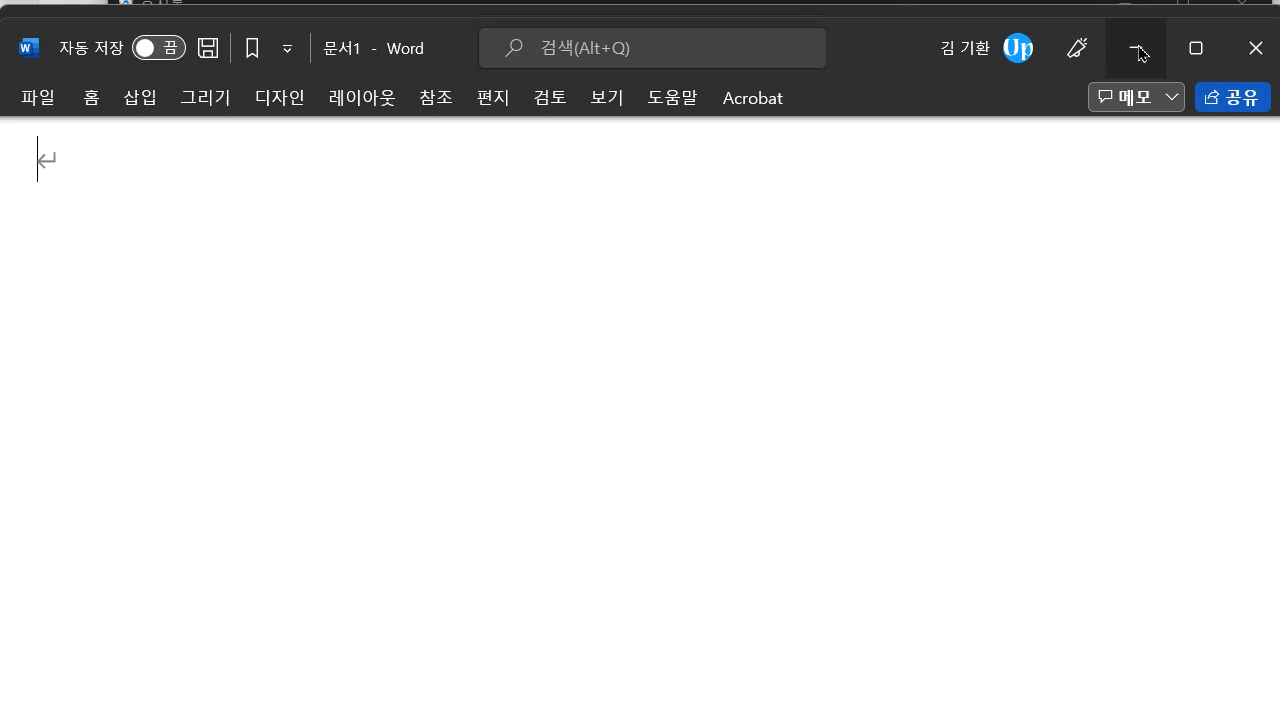 자동 저장 끔 문서1 - Word 검색(Alt+Q) 김 기환 Up
파일 홈 삽입 그리기 디자인 레이아웃 참조 편지 검토 보기 도움말 Acrobat 메모 공유